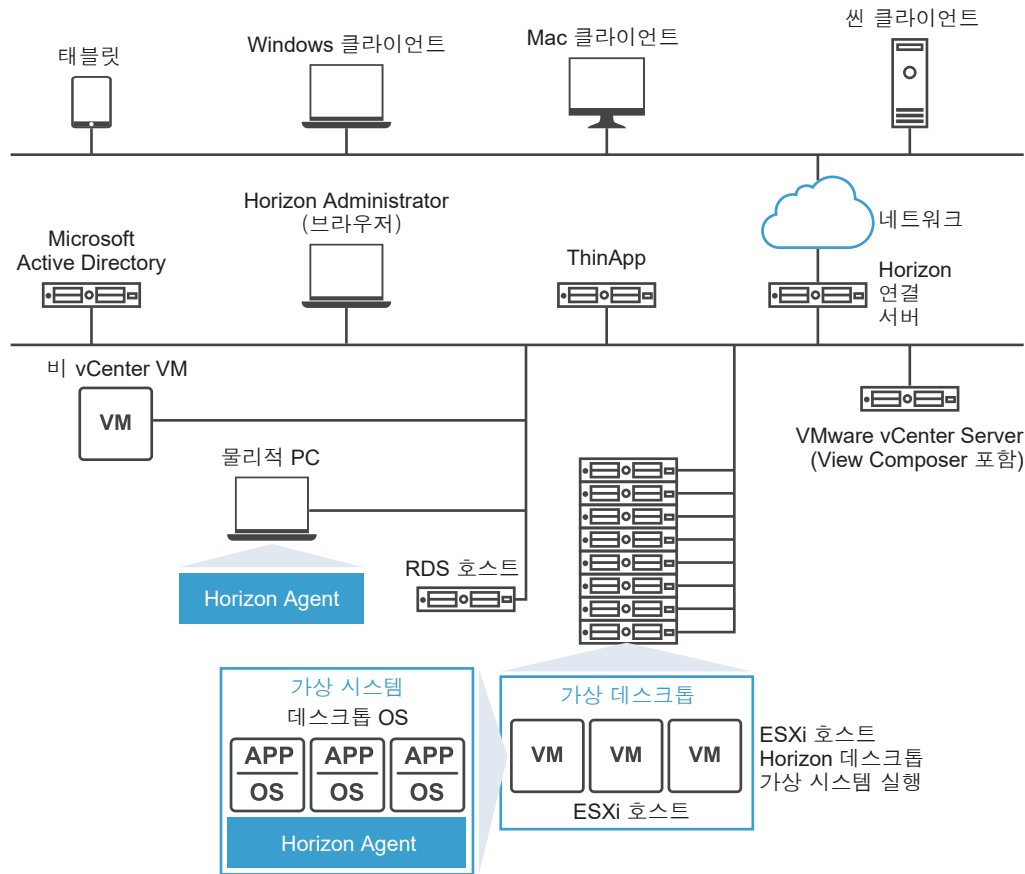 태블릿
Windows 클라이언트
Mac 클라이언트
씬 클라이언트
네트워크
Microsoft
Active Directory
Horizon Administrator
(브라우저)
ThinApp
Horizon
연결
서버
비 vCenter VM
VM
물리적 PC
Horizon Agent
RDS 호스트
VMware vCenter Server
(View Composer 포함)
가상 시스템
데스크톱 OS
APP
OS
APP
OS
APP
OS
Horizon Agent
가상 데스크톱
VM
VM
VM
ESXi 호스트
ESXi 호스트
Horizon 데스크톱
가상 시스템 실행